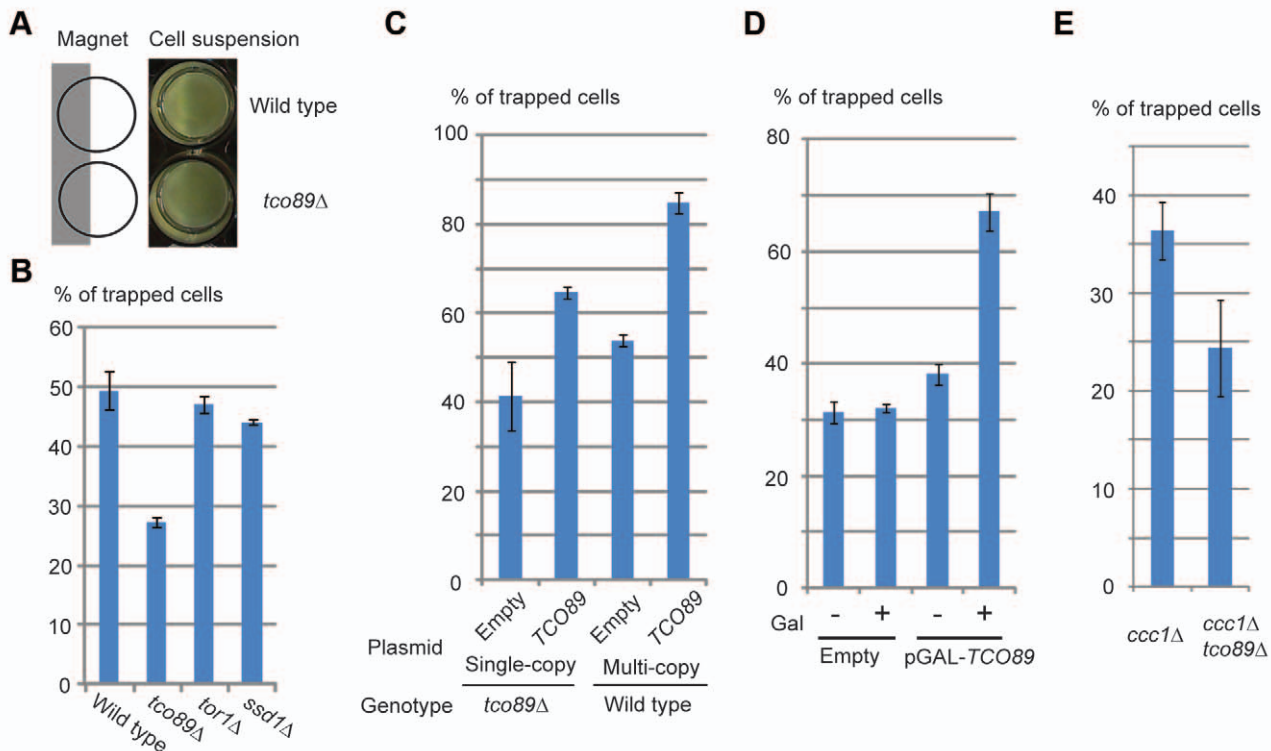 A
Magnet Cell suspension
Wild type
tco89Δ
B
% of trapped cells
60
50
40
30
20
10
0
Wild type tco89Δ tor1Δ ssd1Δ
C
% of trapped cells
100
80
60
40
20
0
Empty TCO89 Empty TCO89
Plasmid
Single-copy Multi-copy
Genotype tco89Δ Wild type
D
% of trapped cells
80
60
40
20
0
Gal - + - +
Empty pGAL-TCO89
E
% of trapped cells
40
30
20
10
0
ccc1Δ ccc1Δ
tco89Δ